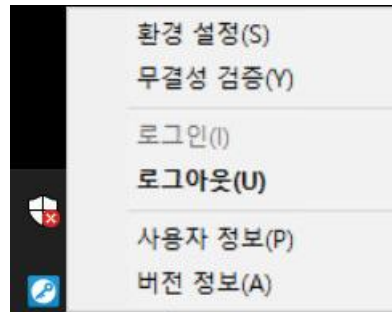 환경 설정(S)
무결성 검증(Y)
로그인(I)
로그아웃(U)
사용자 정보(P)
버전 정보(A)